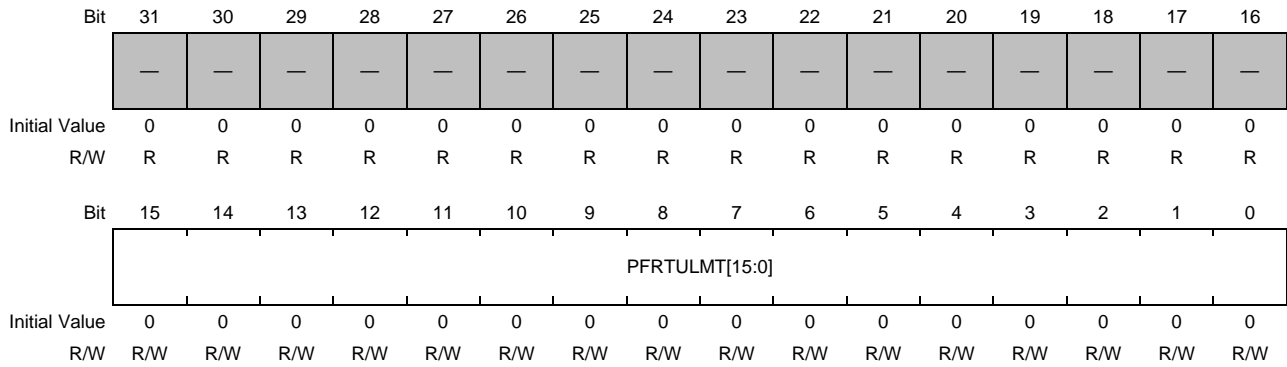 Bit 31 30 29 28 27 26 25 24 23 22 21 20 19 18 17 16
— — — — — — — — — — — — — — — —
Initial Value 0 0 0 0 0 0 0 0 0 0 0 0 0 0 0 0
R/W R R R R R R R R R R R R R R R R
Bit 15 14 13 12 11 10 9 8 7 6 5 4 3 2 1 0
PFRTULMT[15:0]
Initial Value 0 0 0 0 0 0 0 0 0 0 0 0 0 0 0 0
R/W R/W R/W R/W R/W R/W R/W R/W R/W R/W R/W R/W R/W R/W R/W R/W R/W